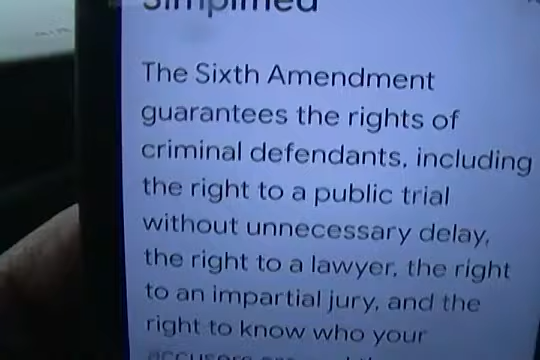 Simplified
The Sixth Amendment
guarantees the rights of
criminal defendants, including
the right to a public trial
without unnecessary delay,
the right to a lawyer, the right
to an impartial jury, and the
right to know who your